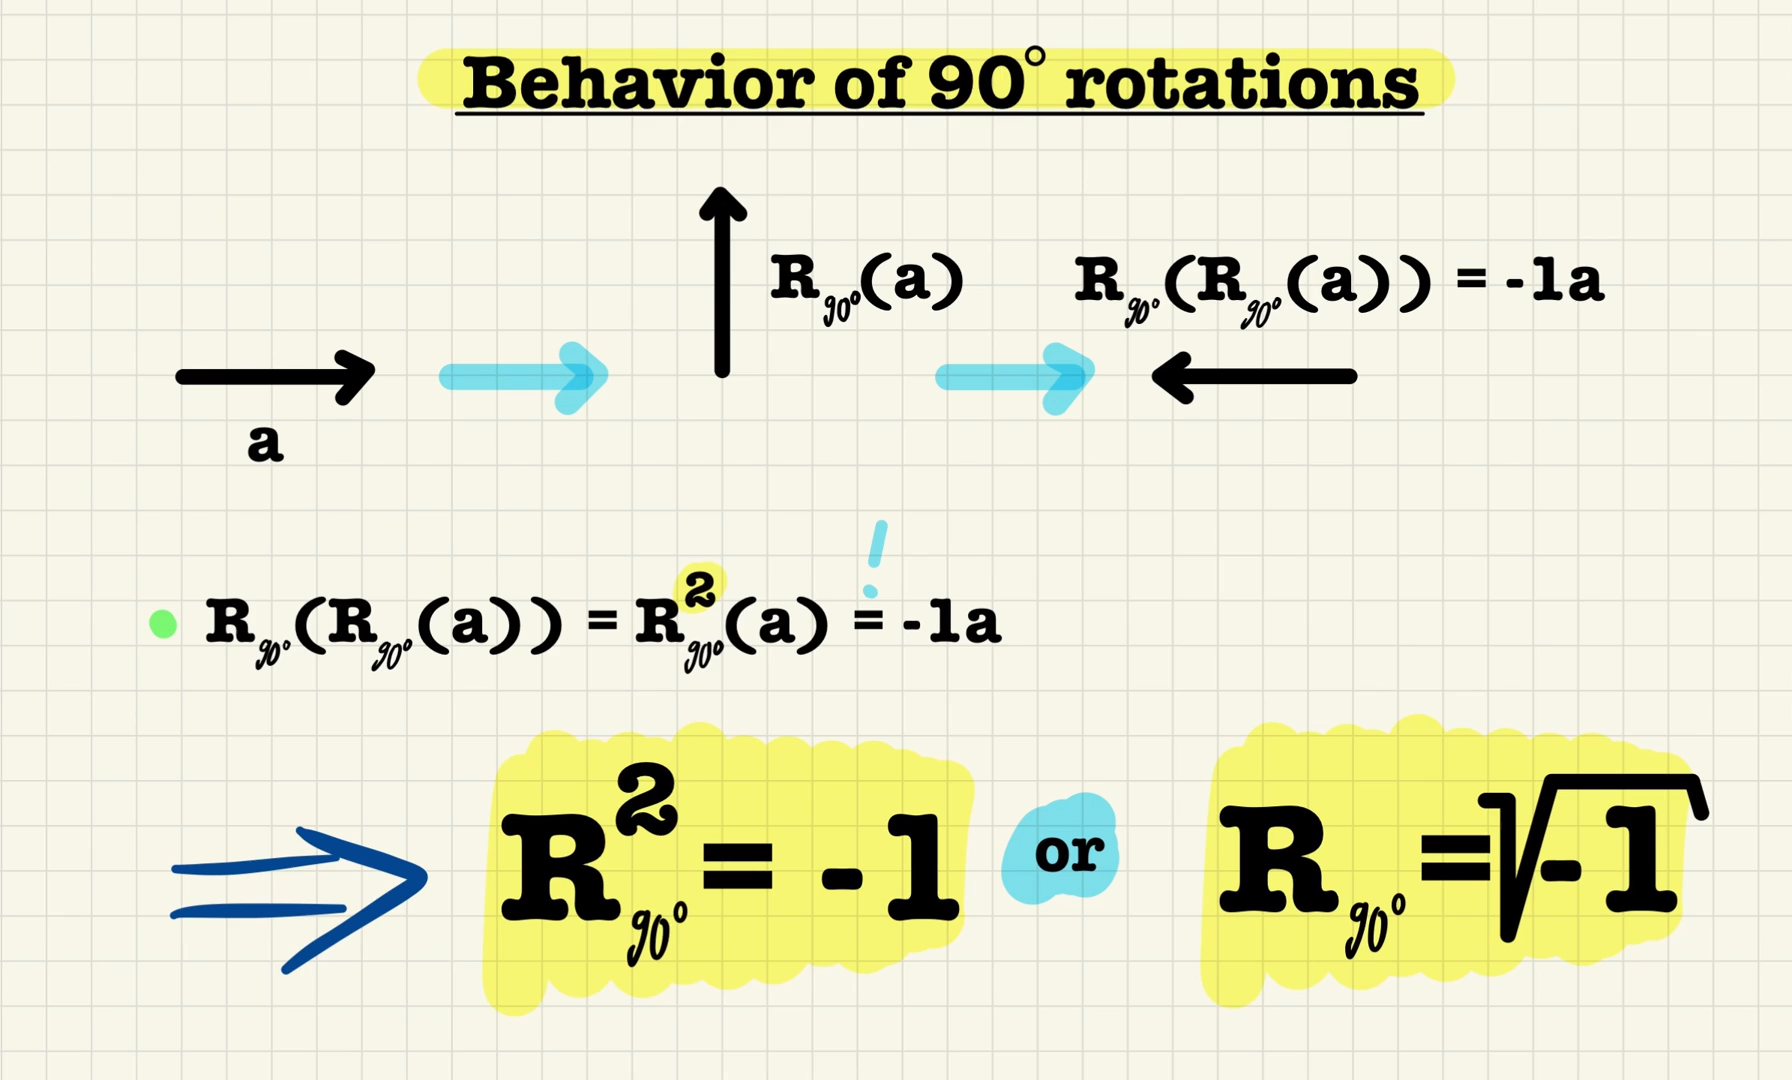 Behavior of 90° rotations
R90°(a)
R90°(R90°(a)) = -1a
a
!
R90°(R90°(a)) = R²90°(a) = -1a
R²90° = -1
or
R90° = √-1